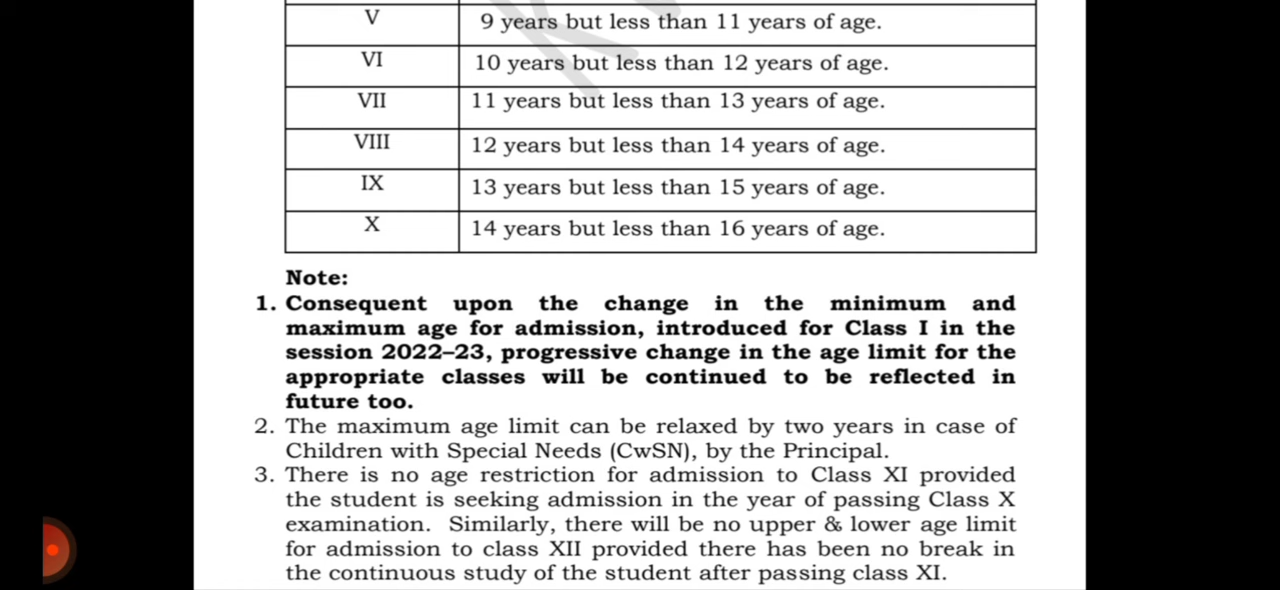 V 9 years but less than 11 years of age.
VI 10 years but less than 12 years of age.
VII 11 years but less than 13 years of age.
VIII 12 years but less than 14 years of age.
IX 13 years but less than 15 years of age.
X 14 years but less than 16 years of age.
Note:
1. Consequent upon the change in the minimum and
maximum age for admission, introduced for Class I in the
session 2022–23, progressive change in the age limit for the
appropriate classes will be continued to be reflected in
future too.
2. The maximum age limit can be relaxed by two years in case of
Children with Special Needs (CwSN), by the Principal.
3. There is no age restriction for admission to Class XI provided
the student is seeking admission in the year of passing Class X
examination. Similarly, there will be no upper & lower age limit
for admission to class XII provided there has been no break in
the continuous study of the student after passing class XI.